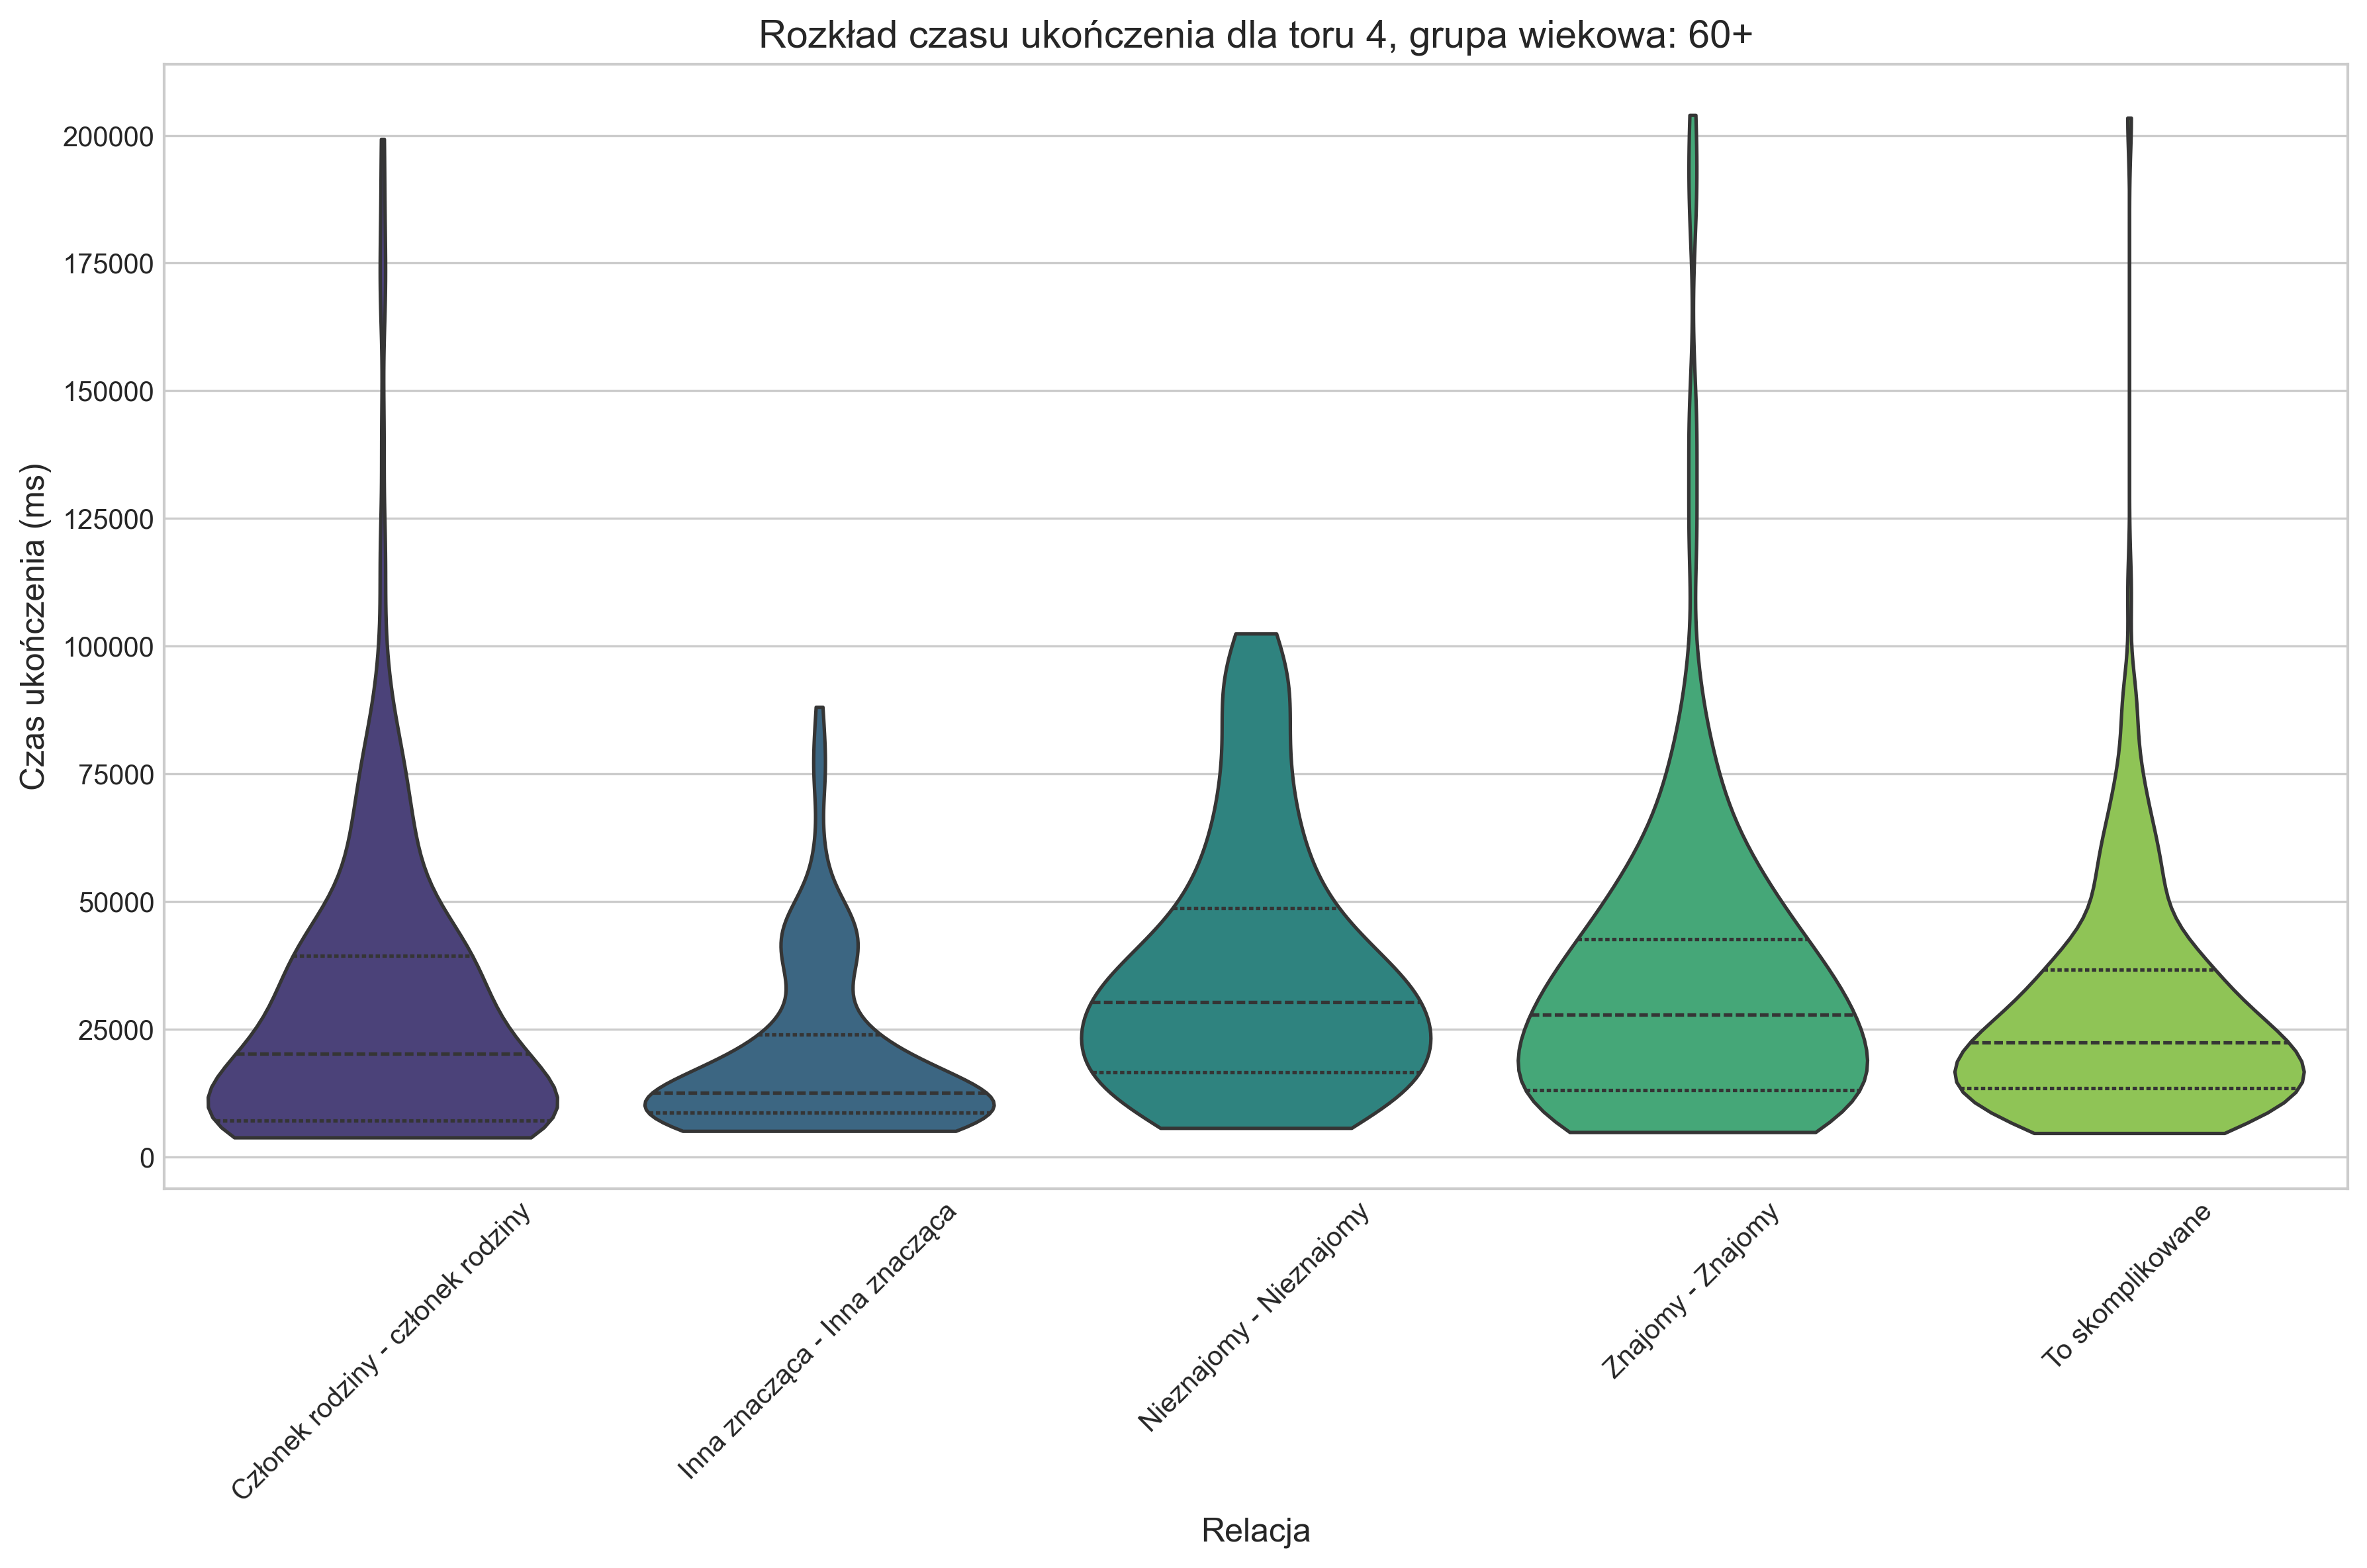 Rozkład czasu ukończenia dla toru 4, grupa wiekowa: 60+
Czas ukończenia (ms)
200000
175000
150000
125000
100000
75000
50000
25000
0
Członek rodziny - członek rodziny
Inna znacząca - Inna znacząca
Nieznajomy - Nieznajomy
Znajomy - Znajomy
To skomplikowane
Relacja